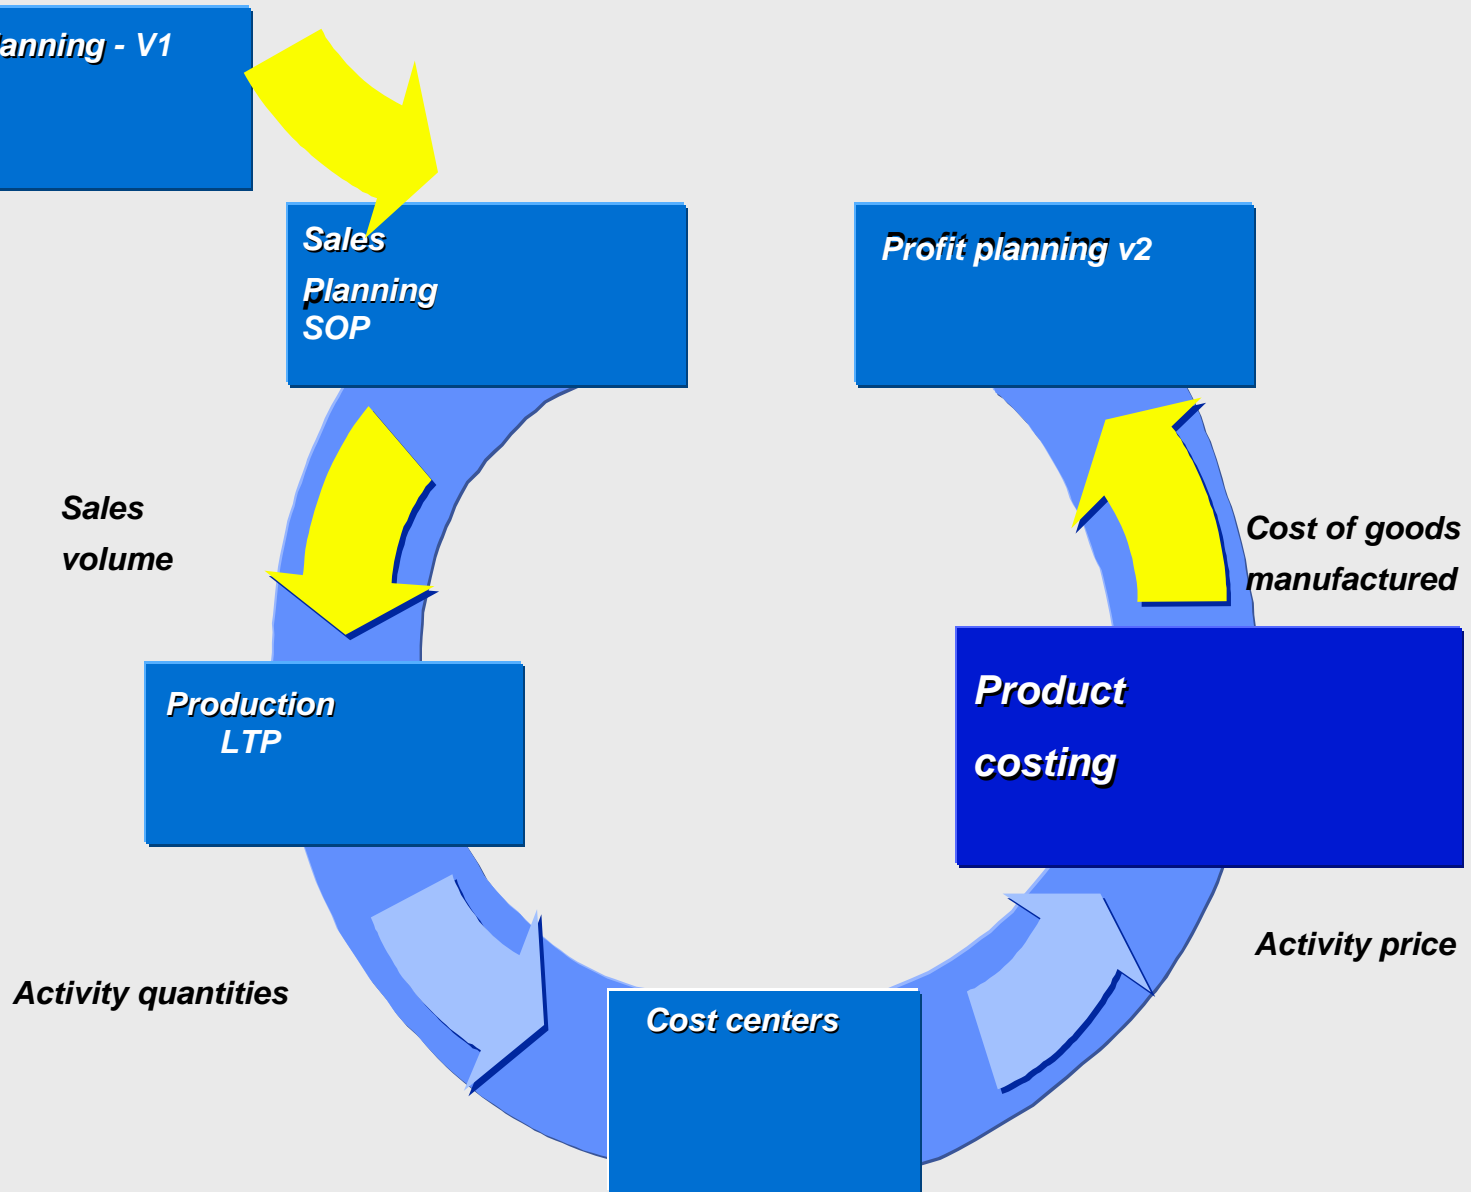 anning - V1
Sales
Planning
SOP
Profit planning v2
Sales
volume
Cost of goods
manufactured
Production
LTP
Product
costing
Activity price
Activity quantities
Cost centers